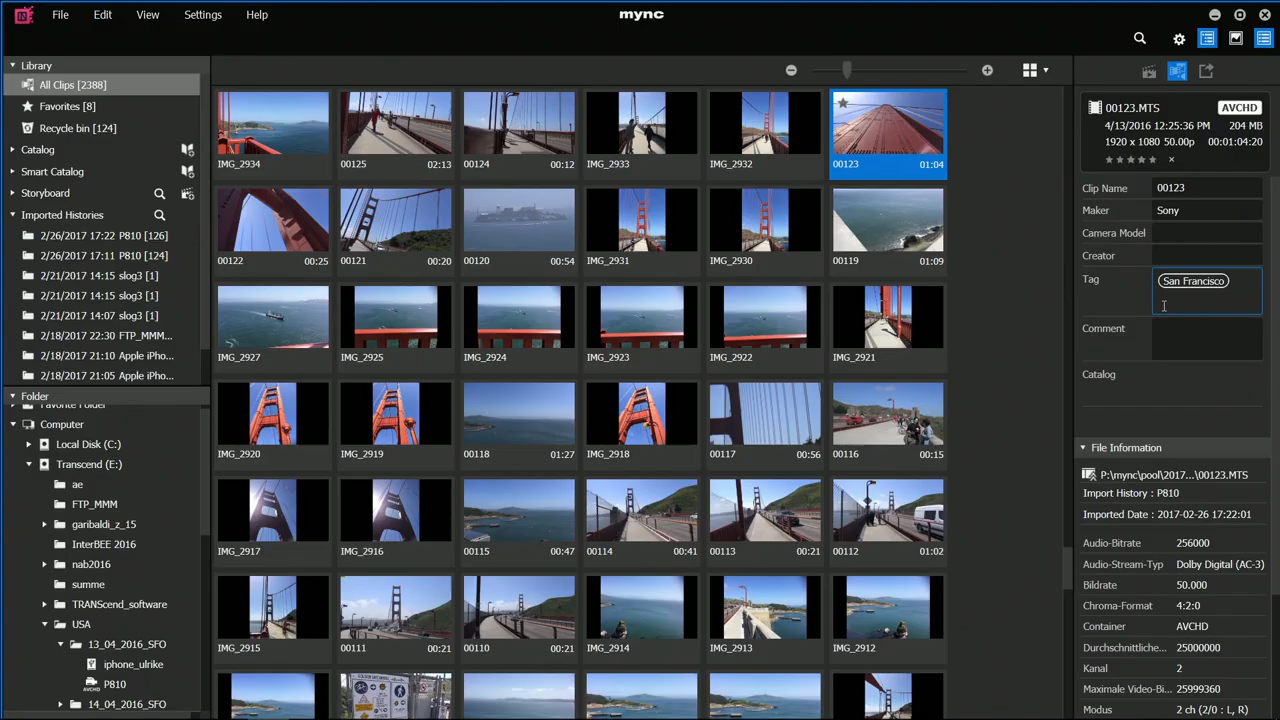 File Edit View Settings Help
mync
Library
All Clips [2388]
Favorites [8]
Recycle bin [124]
Catalog
Smart Catalog
Storyboard
Imported Histories
2/26/2017 17:22 P810 [126]
2/26/2017 17:11 P810 [124]
2/21/2017 14:15 slog3 [1]
2/21/2017 14:15 slog3 [1]
2/21/2017 14:07 slog3 [1]
2/18/2017 22:30 FTP_MMM...
2/18/2017 21:10 Apple iPho...
2/18/2017 21:05 Apple iPho...
Folder
Favorite Folder
Computer
Local Disk (C:)
Transcend (E:)
ae
FTP_MMM
garibaldi_z_15
InterBEE 2016
nab2016
summe
TRANScend_software
USA
13_04_2016_SFO
iphone_ulrike
AVCHD P810
14_04_2016_SFO
IMG_2934 00125 02:13 00124 00:12 IMG_2933 IMG_2932 00123 01:04
00122 00:25 00121 00:21 00120 00:54 IMG_2931 IMG_2930 00119 01:09
IMG_2927 IMG_2925 IMG_2924 IMG_2923 IMG_2922 IMG_2921
IMG_2920 IMG_2919 00118 01:27 IMG_2918 00117 00:56 00116 00:15
IMG_2917 IMG_2916 00115 00:47 00114 00:41 00113 00:21 00112 01:02
IMG_2915 00111 00:21 00110 00:21 IMG_2914 IMG_2913 IMG_2912
00123.MTS AVCHD
4/13/2016 12:25:36 PM 204 MB
1920 x 1080 50.00p 00:01:04:20
Clip Name 00123
Maker Sony
Camera Model
Creator
Tag San Francisco
Comment
Catalog
File Information
P:\mync\pool\2017...\00123.MTS
Import History : P810
Imported Date : 2017-02-26 17:22:01
Audio-Bitrate 256000
Audio-Stream-Typ Dolby Digital (AC-3)
Bildrate 50.000
Chroma-Format 4:2:0
Container AVCHD
Durchschnittliche... 25000000
Kanal 2
Maximale Video-Bi... 25999360
Modus 2 ch (2/0 : L, R)